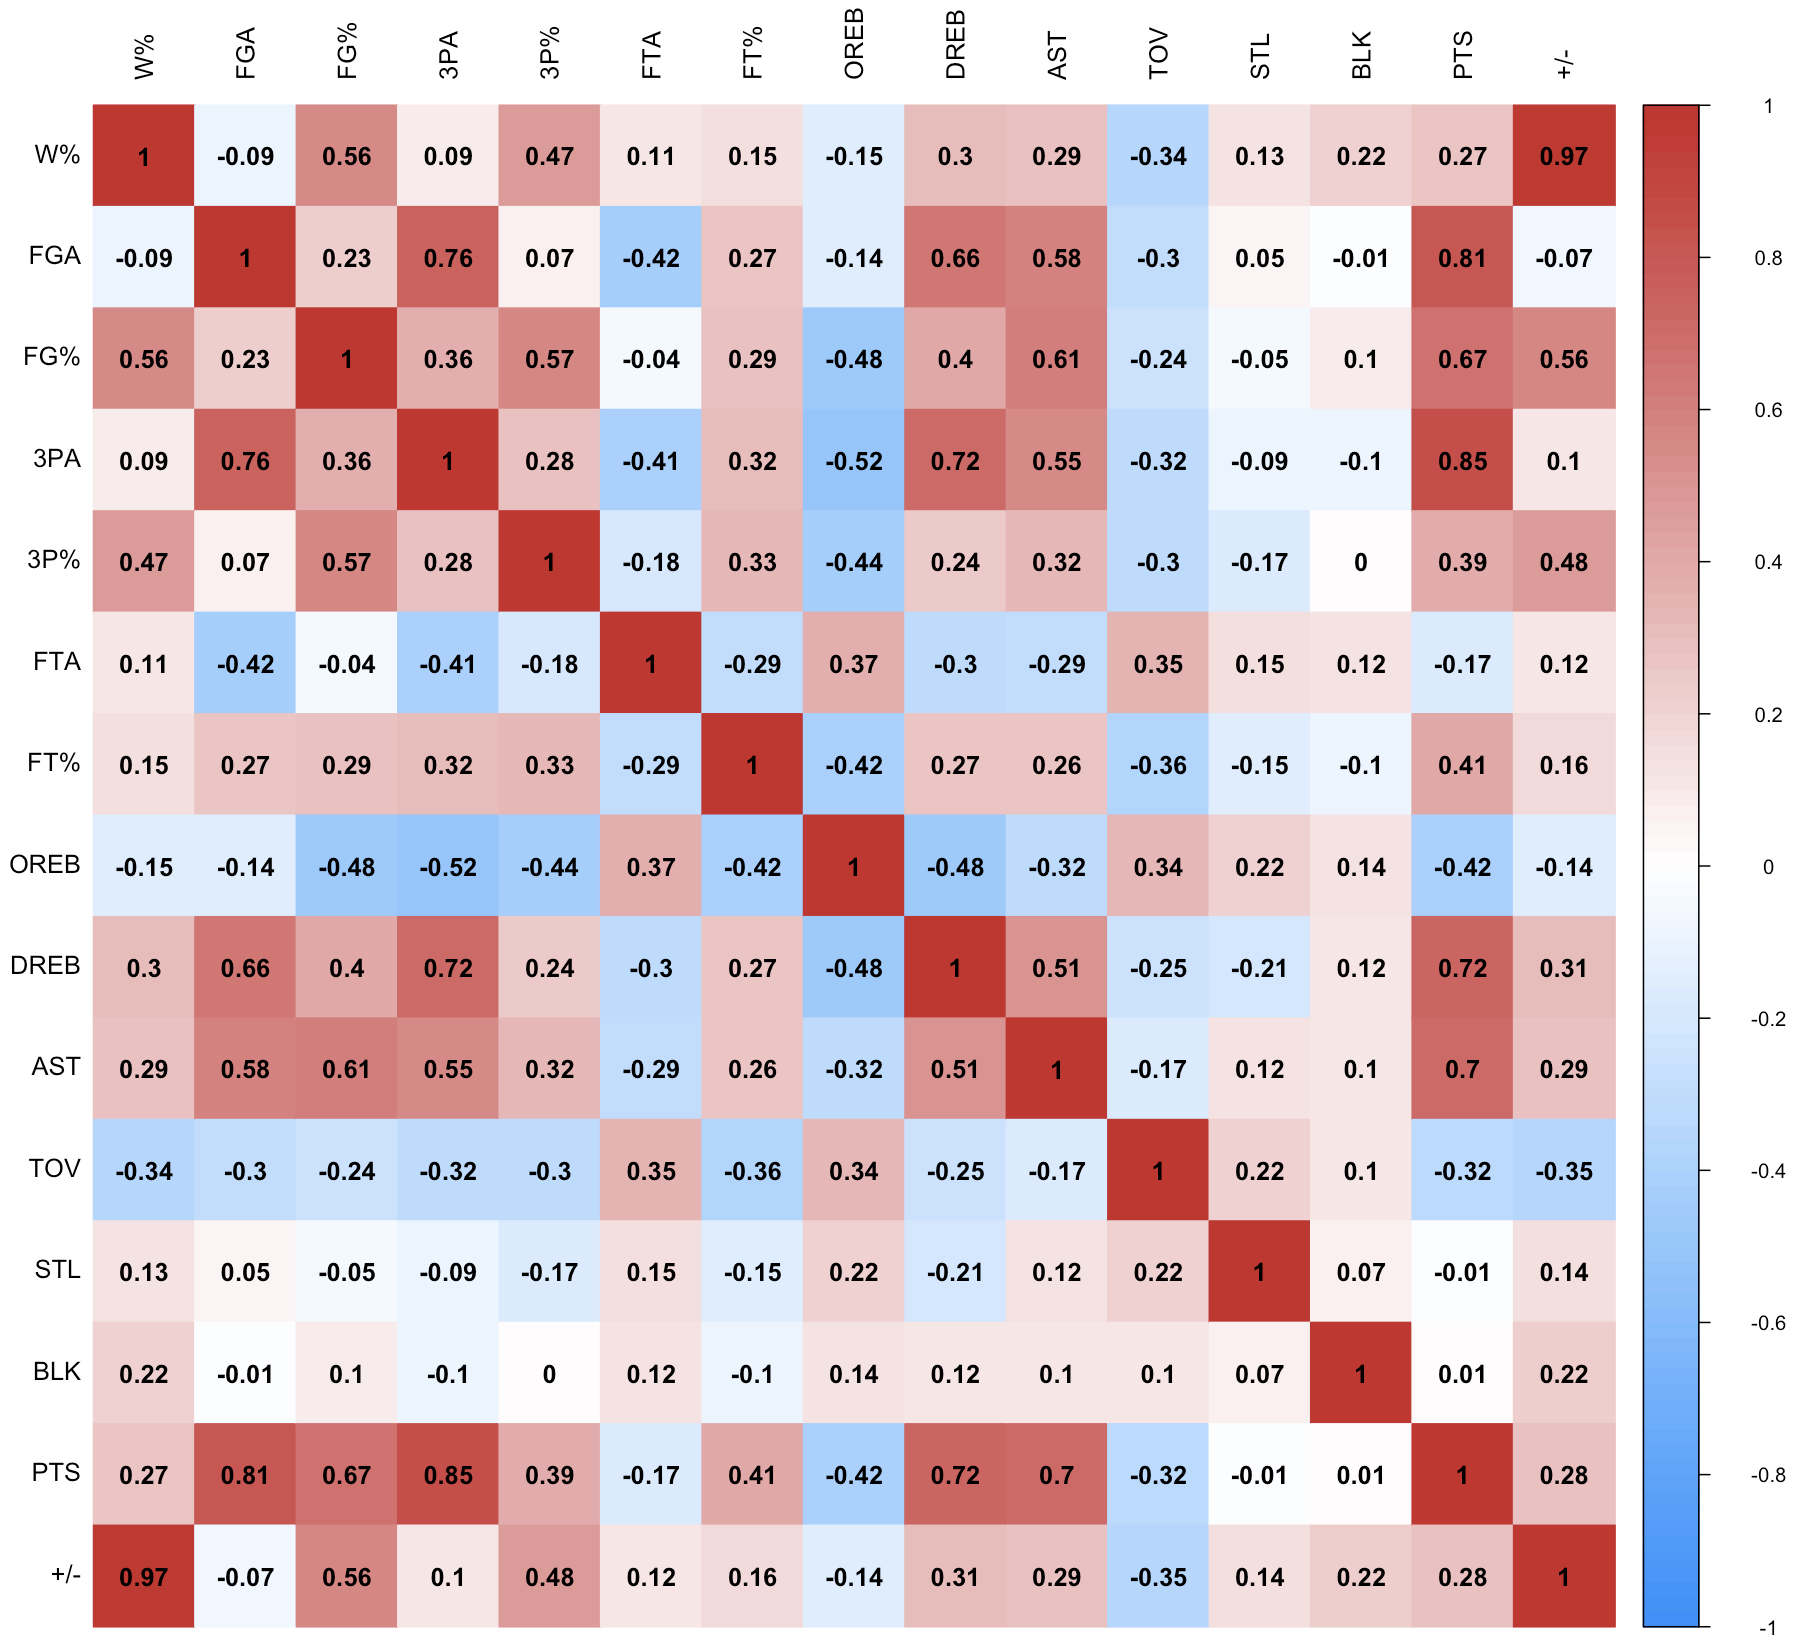 W% FGA FG% 3PA 3P% FTA FT% OREB DREB AST TOV STL BLK PTS +/-
W% 1 -0.09 0.56 0.09 0.47 0.11 0.15 -0.15 0.3 0.29 -0.34 0.13 0.22 0.27 0.97
FGA -0.09 1 0.23 0.76 0.07 -0.42 0.27 -0.14 0.66 0.58 -0.3 0.05 -0.01 0.81 -0.07
FG% 0.56 0.23 1 0.36 0.57 -0.04 0.29 -0.48 0.4 0.61 -0.24 -0.05 0.1 0.67 0.56
3PA 0.09 0.76 0.36 1 0.28 -0.41 0.32 -0.52 0.72 0.55 -0.32 -0.09 -0.1 0.85 0.1
3P% 0.47 0.07 0.57 0.28 1 -0.18 0.33 -0.44 0.24 0.32 -0.3 -0.17 0 0.39 0.48
FTA 0.11 -0.42 -0.04 -0.41 -0.18 1 -0.29 0.37 -0.3 -0.29 0.35 0.15 0.12 -0.17 0.12
FT% 0.15 0.27 0.29 0.32 0.33 -0.29 1 -0.42 0.27 0.26 -0.36 -0.15 -0.1 0.41 0.16
OREB -0.15 -0.14 -0.48 -0.52 -0.44 0.37 -0.42 1 -0.48 -0.32 0.34 0.22 0.14 -0.42 -0.14
DREB 0.3 0.66 0.4 0.72 0.24 -0.3 0.27 -0.48 1 0.51 -0.25 -0.21 0.12 0.72 0.31
AST 0.29 0.58 0.61 0.55 0.32 -0.29 0.26 -0.32 0.51 1 -0.17 0.12 0.1 0.7 0.29
TOV -0.34 -0.3 -0.24 -0.32 -0.3 0.35 -0.36 0.34 -0.25 -0.17 1 0.22 0.1 -0.32 -0.35
STL 0.13 0.05 -0.05 -0.09 -0.17 0.15 -0.15 0.22 -0.21 0.12 0.22 1 0.07 -0.01 0.14
BLK 0.22 -0.01 0.1 -0.1 0 0.12 -0.1 0.14 0.12 0.1 0.1 0.07 1 0.01 0.22
PTS 0.27 0.81 0.67 0.85 0.39 -0.17 0.41 -0.42 0.72 0.7 -0.32 -0.01 0.01 1 0.28
+/- 0.97 -0.07 0.56 0.1 0.48 0.12 0.16 -0.14 0.31 0.29 -0.35 0.14 0.22 0.28 1
1
0.8
0.6
0.4
0.2
0
-0.2
-0.4
-0.6
-0.8
-1